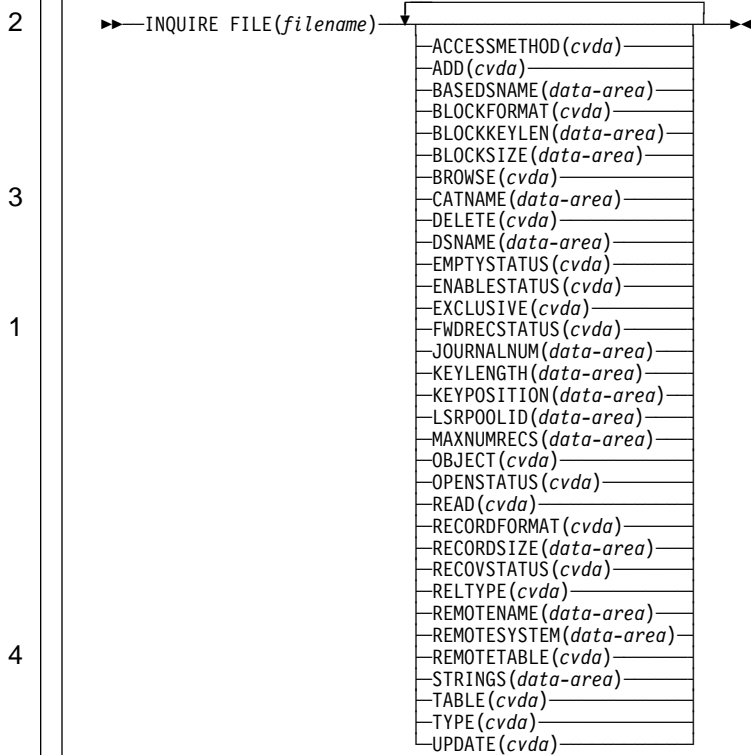 2 INQUIRE FILE(filename)
ACCESSMETHOD(cvda)
ADD(cvda)
BASEDSNAME(data-area)
BLOCKFORMAT(cvda)
BLOCKKEYLEN(data-area)
BLOCKSIZE(data-area)
BROWSE(cvda)
3 CATNAME(data-area)
DELETE(cvda)
DSNAME(data-area)
EMPTYSTATUS(cvda)
ENABLESTATUS(cvda)
EXCLUSIVE(cvda)
1 FWDRECSTATUS(cvda)
JOURNALNUM(data-area)
KEYLENGTH(data-area)
KEYPOSITION(data-area)
LSRPOOLID(data-area)
MAXNUMRECS(data-area)
OBJECT(cvda)
OPENSTATUS(cvda)
READ(cvda)
RECORDFORMAT(cvda)
RECORDSIZE(data-area)
RECOVSTATUS(cvda)
RELTYPE(cvda)
REMOTENAME(data-area)
REMOTESYSTEM(data-area)
4 REMOTETABLE(cvda)
STRINGS(data-area)
TABLE(cvda)
TYPE(cvda)
UPDATE(cvda)